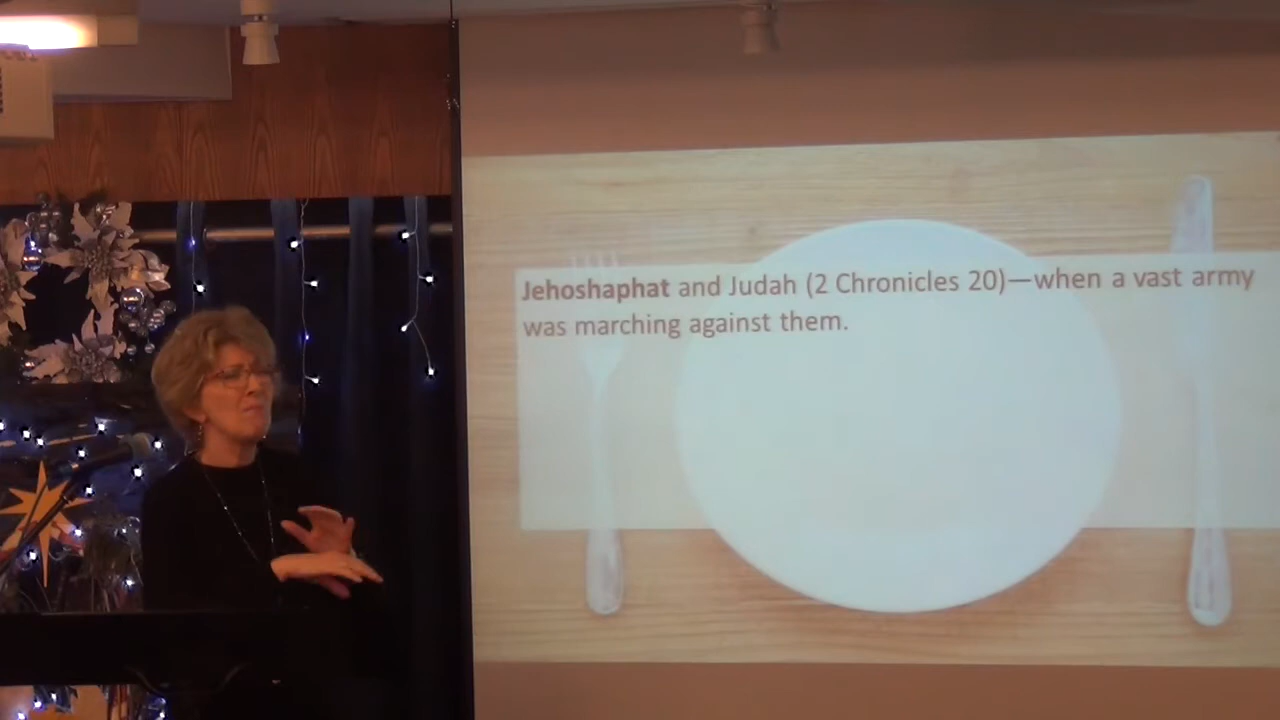 Jehoshaphat and Judah (2 Chronicles 20)—when a vast army
was marching against them.